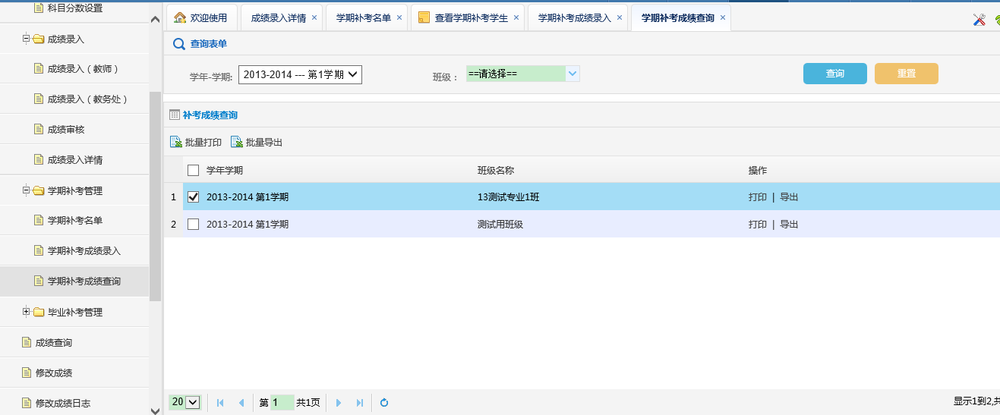 科目分数设置
成绩录入
成绩录入（教师）
成绩录入（教务处）
成绩审核
成绩录入详情
学期补考管理
学期补考名单
学期补考成绩录入
学期补考成绩查询
毕业补考管理
成绩查询
修改成绩
修改成绩日志
欢迎使用 成绩录入详情 × 学期补考名单 × 查看学期补考学生 × 学期补考成绩录入 × 学期补考成绩查询 ×
查询表单
学年-学期: 2013-2014 --- 第1学期 班级： ==请选择== 查询 重置
补考成绩查询
批量打印 批量导出
学年学期 班级名称 操作
1 2013-2014 第1学期 13测试专业1班 打印 | 导出
2 2013-2014 第1学期 测试用班级 打印 | 导出
20 第 1 共1页 显示1到2,共